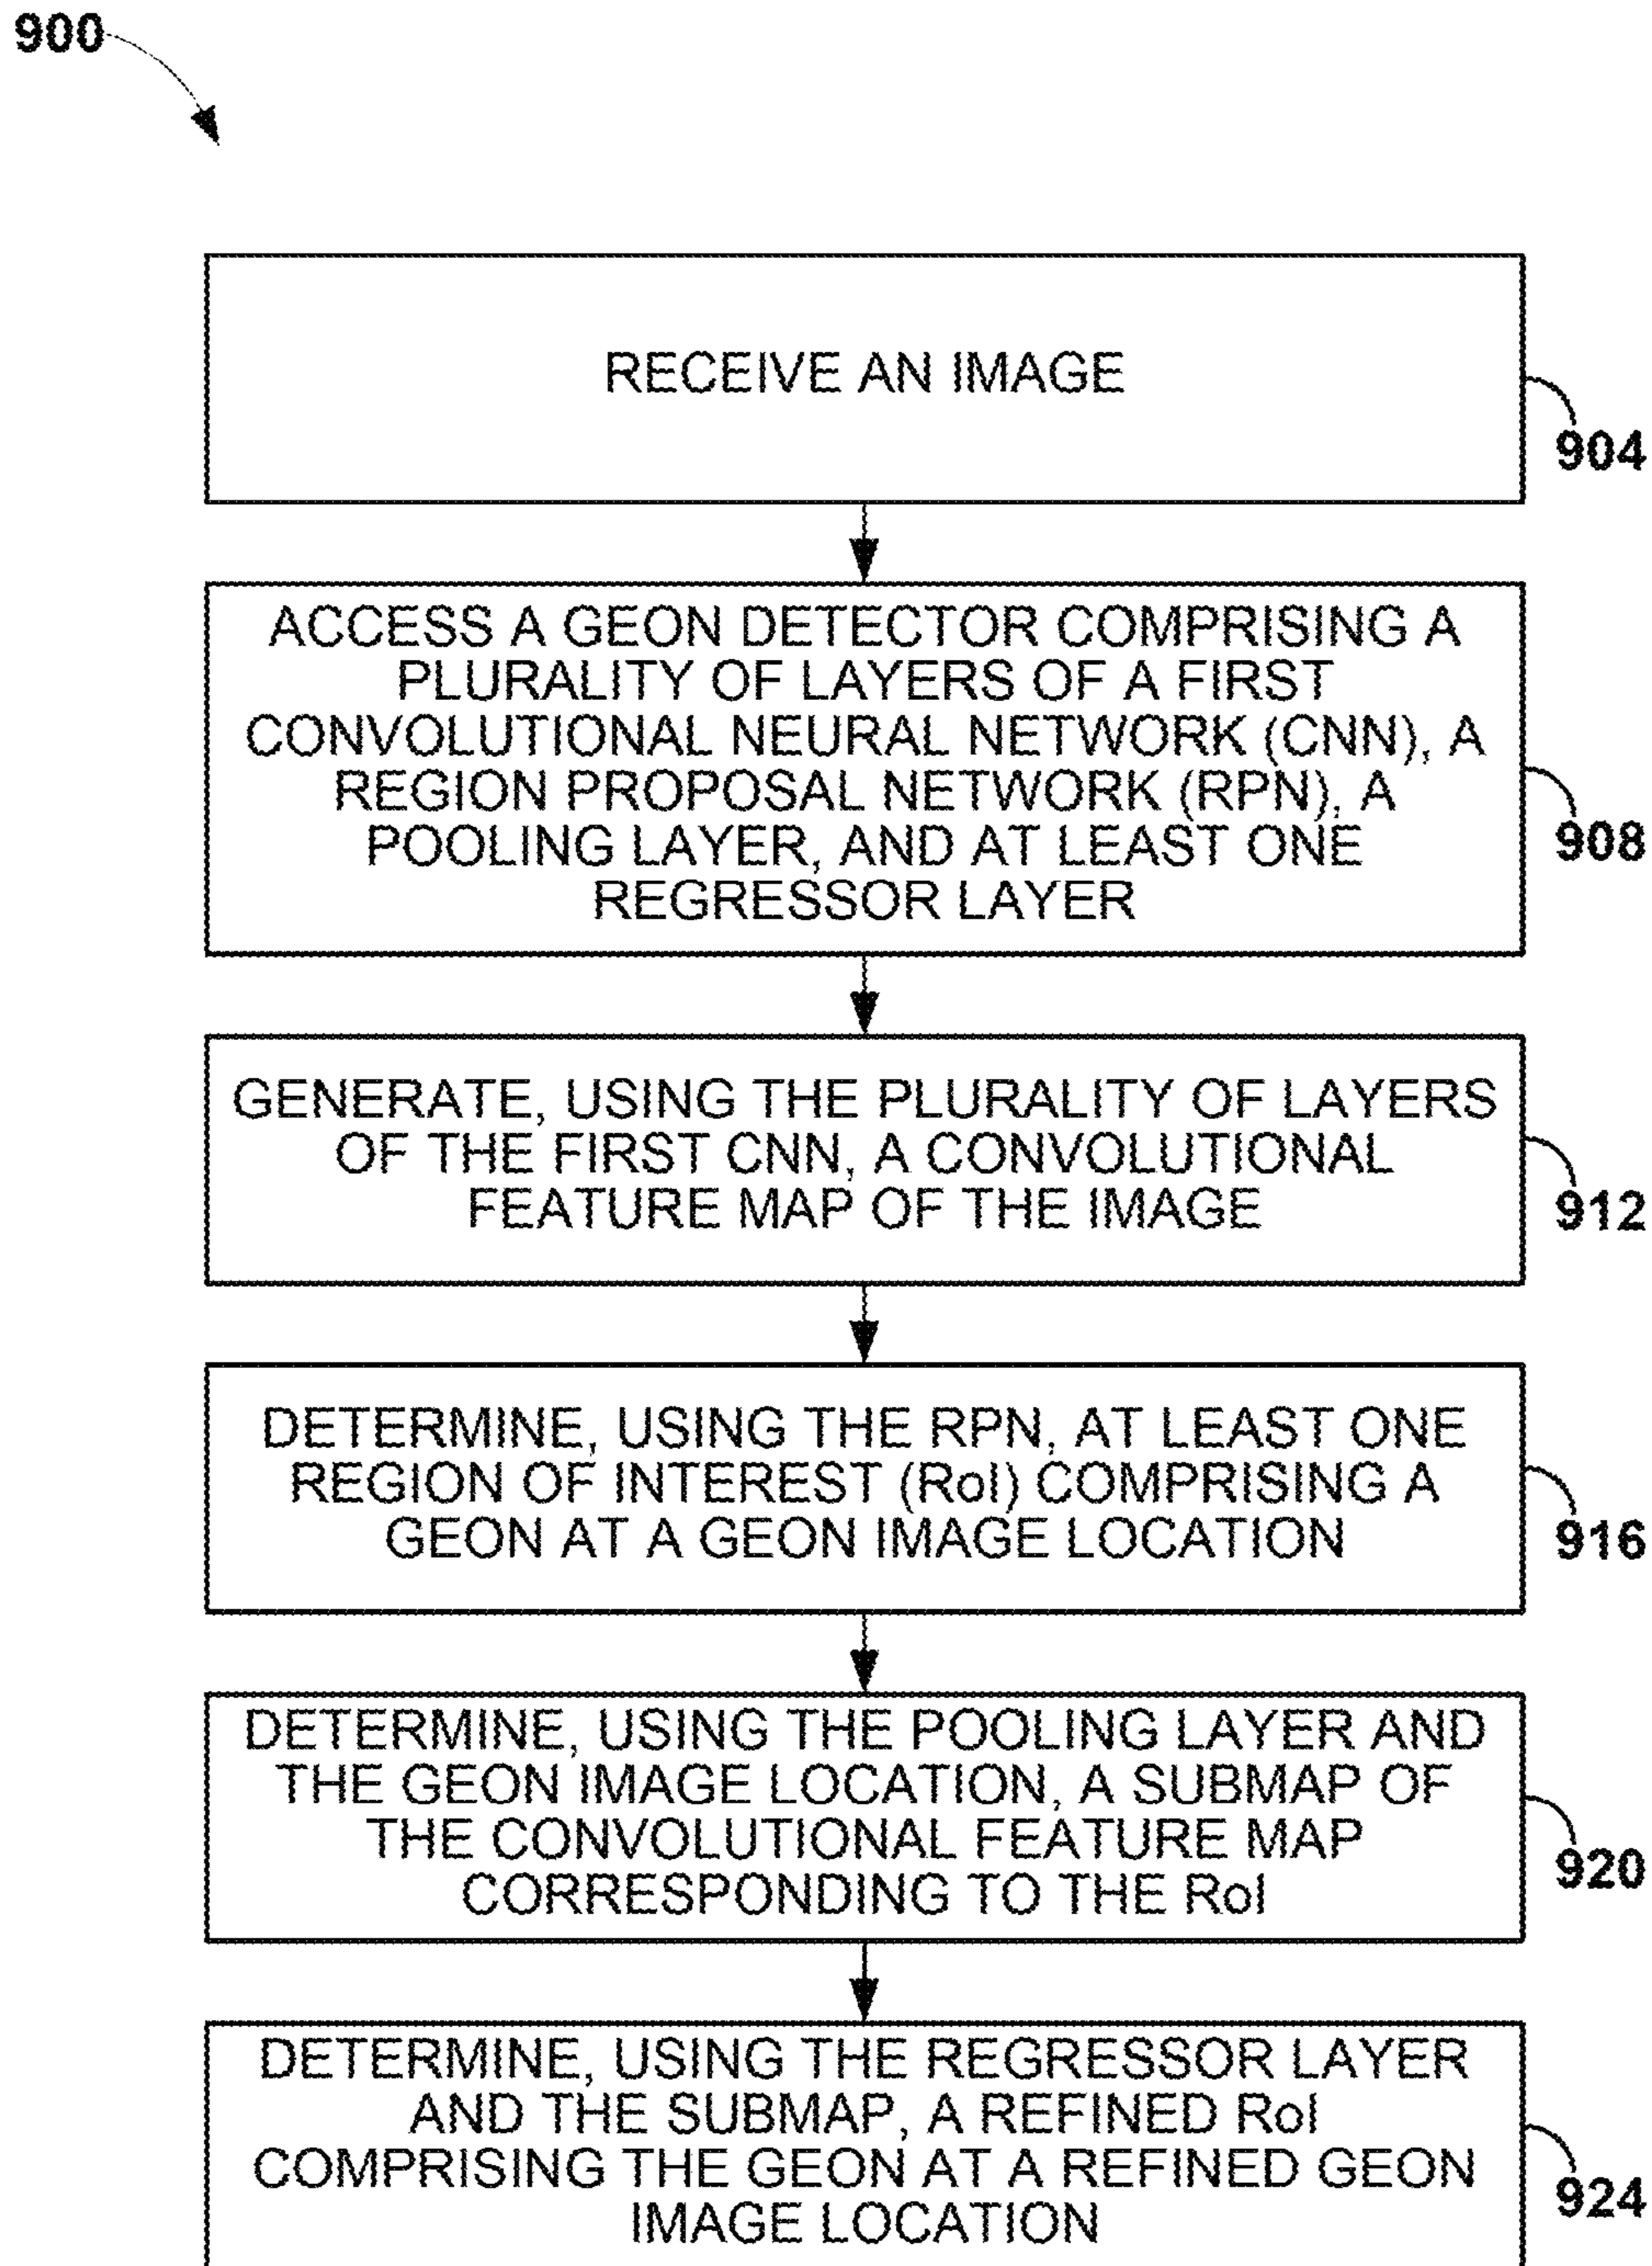 900
RECEIVE AN IMAGE
904
ACCESS A GEON DETECTOR COMPRISING A
PLURALITY OF LAYERS OF A FIRST
CONVOLUTIONAL NEURAL NETWORK (CNN), A
REGION PROPOSAL NETWORK (RPN), A
POOLING LAYER, AND AT LEAST ONE
REGRESSOR LAYER
908
GENERATE, USING THE PLURALITY OF LAYERS
OF THE FIRST CNN, A CONVOLUTIONAL
FEATURE MAP OF THE IMAGE
912
DETERMINE, USING THE RPN, AT LEAST ONE
REGION OF INTEREST (RoI) COMPRISING A
GEON AT A GEON IMAGE LOCATION
916
DETERMINE, USING THE POOLING LAYER AND
THE GEON IMAGE LOCATION, A SUBMAP OF
THE CONVOLUTIONAL FEATURE MAP
CORRESPONDING TO THE RoI
920
DETERMINE, USING THE REGRESSOR LAYER
AND THE SUBMAP, A REFINED RoI
COMPRISING THE GEON AT A REFINED GEON
IMAGE LOCATION
924